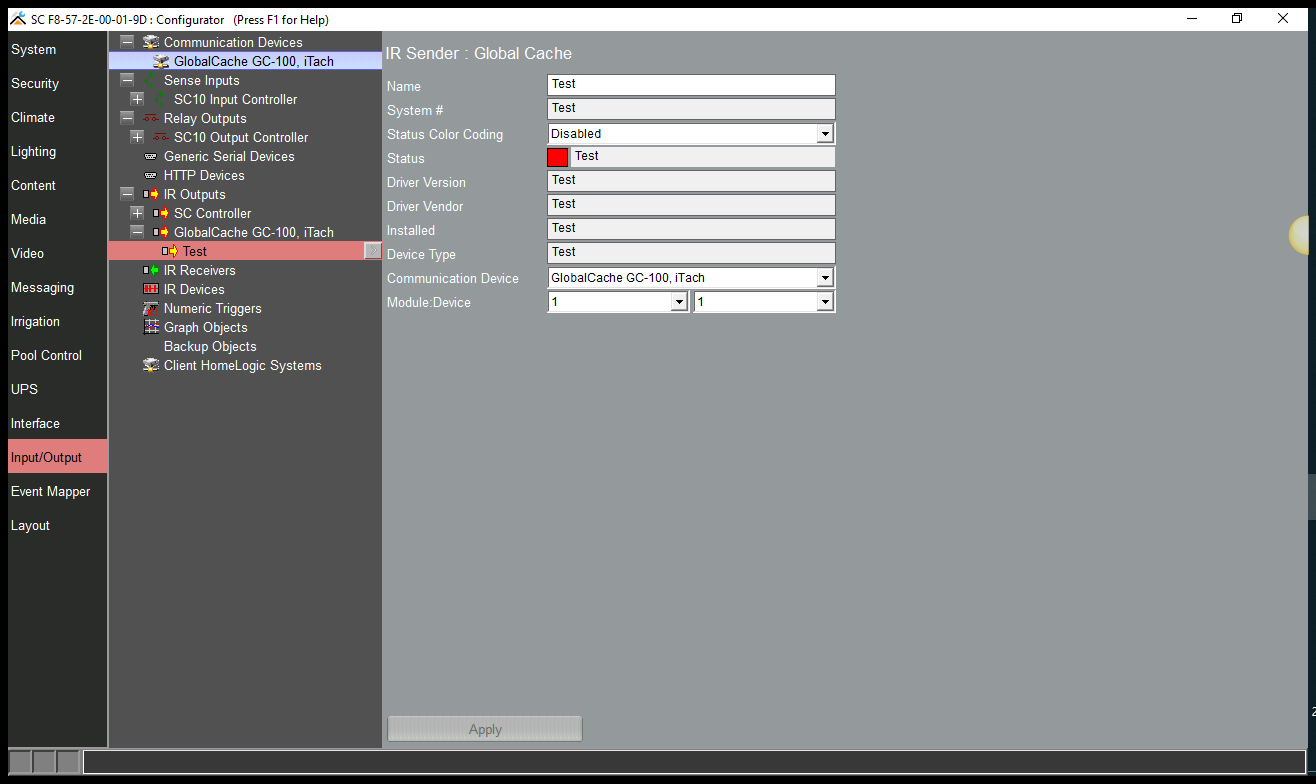 SC F8-57-2E-00-01-9D : Configurator   (Press F1 for Help)
System
Security
Climate
Lighting
Content
Media
Video
Messaging
Irrigation
Pool Control
UPS
Interface
Input/Output
Event Mapper
Layout
Communication Devices
GlobalCache GC-100, iTach
Sense Inputs
SC10 Input Controller
Relay Outputs
SC10 Output Controller
Generic Serial Devices
HTTP Devices
IR Outputs
SC Controller
GlobalCache GC-100, iTach
Test
IR Receivers
IR Devices
Numeric Triggers
Graph Objects
Backup Objects
Client HomeLogic Systems
IR Sender : Global Cache
Name Test
System # Test
Status Color Coding Disabled
Status Test
Driver Version Test
Driver Vendor Test
Installed Test
Device Type Test
Communication Device GlobalCache GC-100, iTach
Module:Device 1 1
Apply